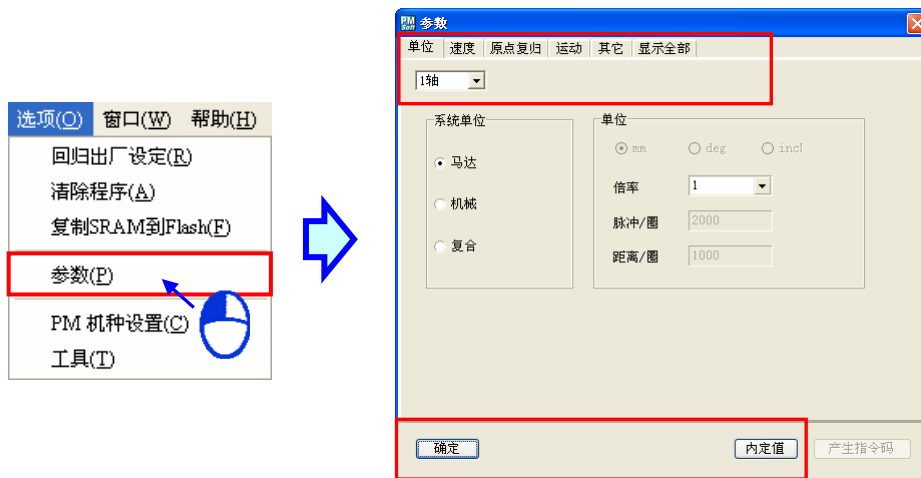 选项(O) 窗口(W) 帮助(H)
回归出厂设定(R)
清除程序(A)
复制SRAM到Flash(F)
参数(P)
PM 机种设置(C)
工具(T)
PM Soft 参数
单位 速度 原点复归 运动 其它 显示全部
1轴
系统单位
马达
机械
复合
单位
mm deg incl
倍率 1
脉冲/圈 2000
距离/圈 1000
确定 内定值 产生指令码